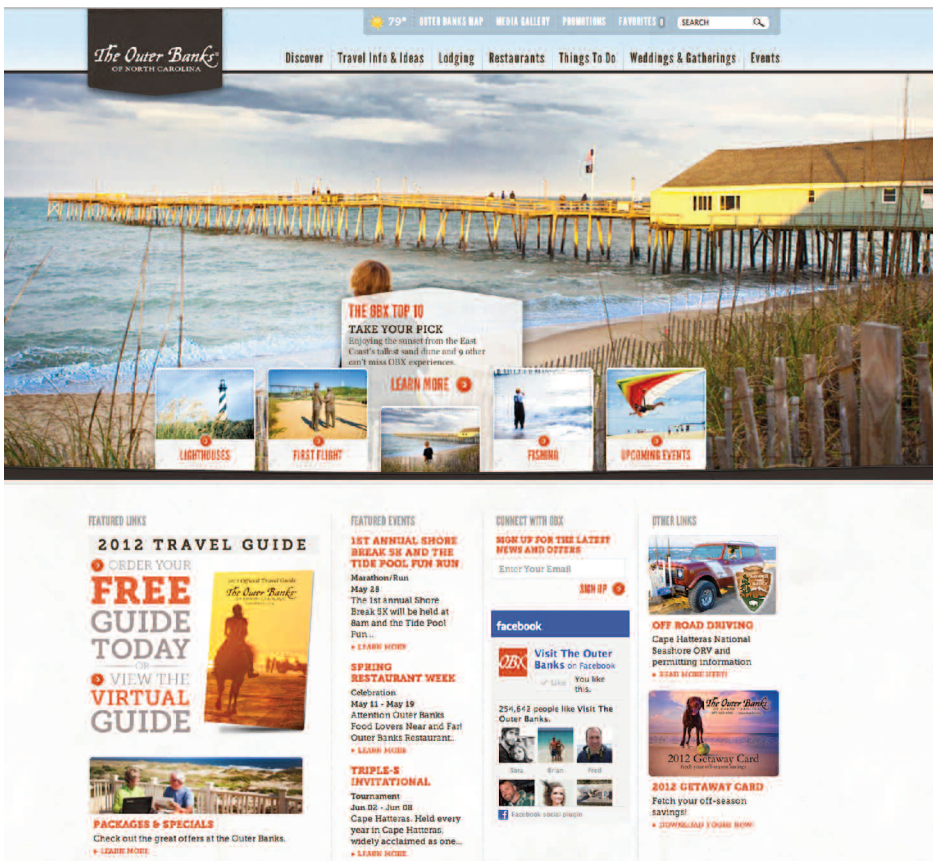 79° OUTER BANKS MAP MEDIA GALLERY PROMOTIONS FAVORITES 0 SEARCH
The Outer Banks®
OF NORTH CAROLINA
Discover Travel Info & Ideas Lodging Restaurants Things To Do Weddings & Gatherings Events
THE OBX TOP 10
TAKE YOUR PICK
Enjoying the sunset from the East
Coast's tallest sand dune and 9 other
can't miss OBX experiences.
LEARN MORE
LIGHTHOUSES
FIRST FLIGHT
FISHING
UPCOMING EVENTS
FEATURED LINKS
2012 TRAVEL GUIDE
ORDER YOUR
FREE
GUIDE
TODAY
OR
VIEW THE
VIRTUAL
GUIDE
The Outer Banks
PACKAGES & SPECIALS
Check out the great offers at the Outer Banks.
LEARN MORE
FEATURED EVENTS
1ST ANNUAL SHORE
BREAK 5K AND THE
TIDE POOL FUN RUN
Marathon/Run
May 28
The 1st annual Shore
Break 5K will be held at
8am and the Tide Pool
Fun...
LEARN MORE
SPRING
RESTAURANT WEEK
Celebration
May 11 - May 19
Attention Outer Banks
Food Lovers Near and Far!
Outer Banks Restaurant...
LEARN MORE
TRIPLE-S
INVITATIONAL
Tournament
Jun 02 - Jun 08
Cape Hatteras. Held every
year in Cape Hatteras,
widely acclaimed as one...
LEARN MORE
CONNECT WITH OBX
SIGN UP FOR THE LATEST
NEWS AND OFFERS
Enter Your Email
SIGN UP
facebook
OBX
Visit The Outer
Banks on Facebook
Like You like
this.
254,642 people like Visit The
Outer Banks.
Sara Brian Fred
Facebook social plugin
OTHER LINKS
OFF ROAD DRIVING
Cape Hatteras National
Seashore ORV and
permitting information
READ MORE HERE!
The Outer Banks
2012 Getaway Card
2012 GETAWAY CARD
Fetch your off-season
savings!
DOWNLOAD YOURS NOW!